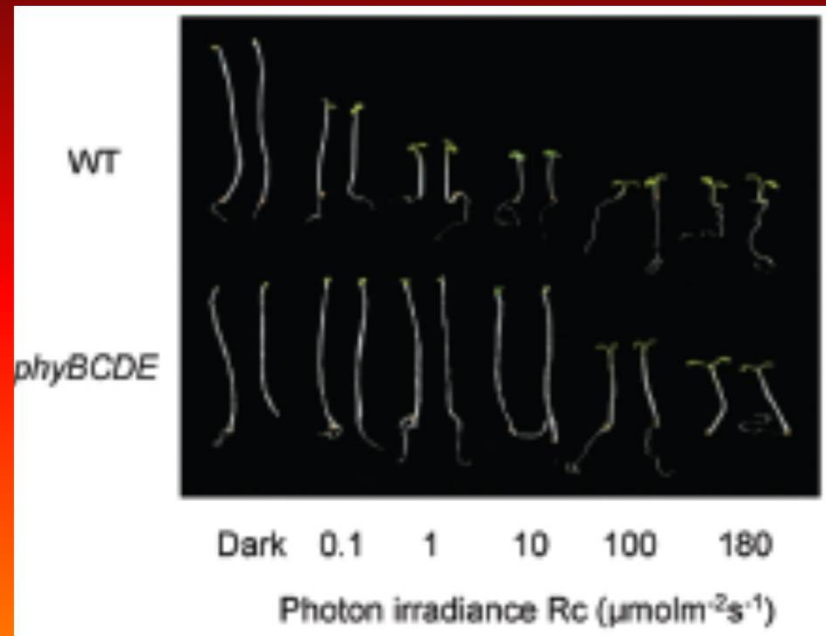 WT
phyBCDE
Dark 0.1 1 10 100 180
Photon irradiance Rc (µmolm⁻²s⁻¹)